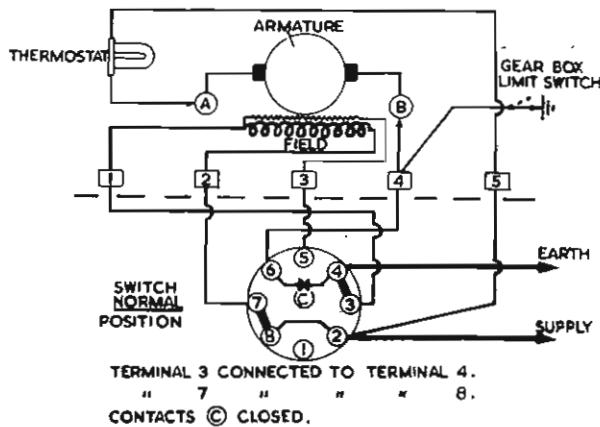 ARMATURE
THERMOSTAT
GEAR BOX
LIMIT SWITCH
A
B
FIELD
1 2 3 4 5
EARTH
5
6 4
SWITCH
NORMAL
POSITION
7 C 3
8 2
1
SUPPLY
TERMINAL 3 CONNECTED TO TERMINAL 4.
" 7 " " " 8.
CONTACTS C CLOSED.